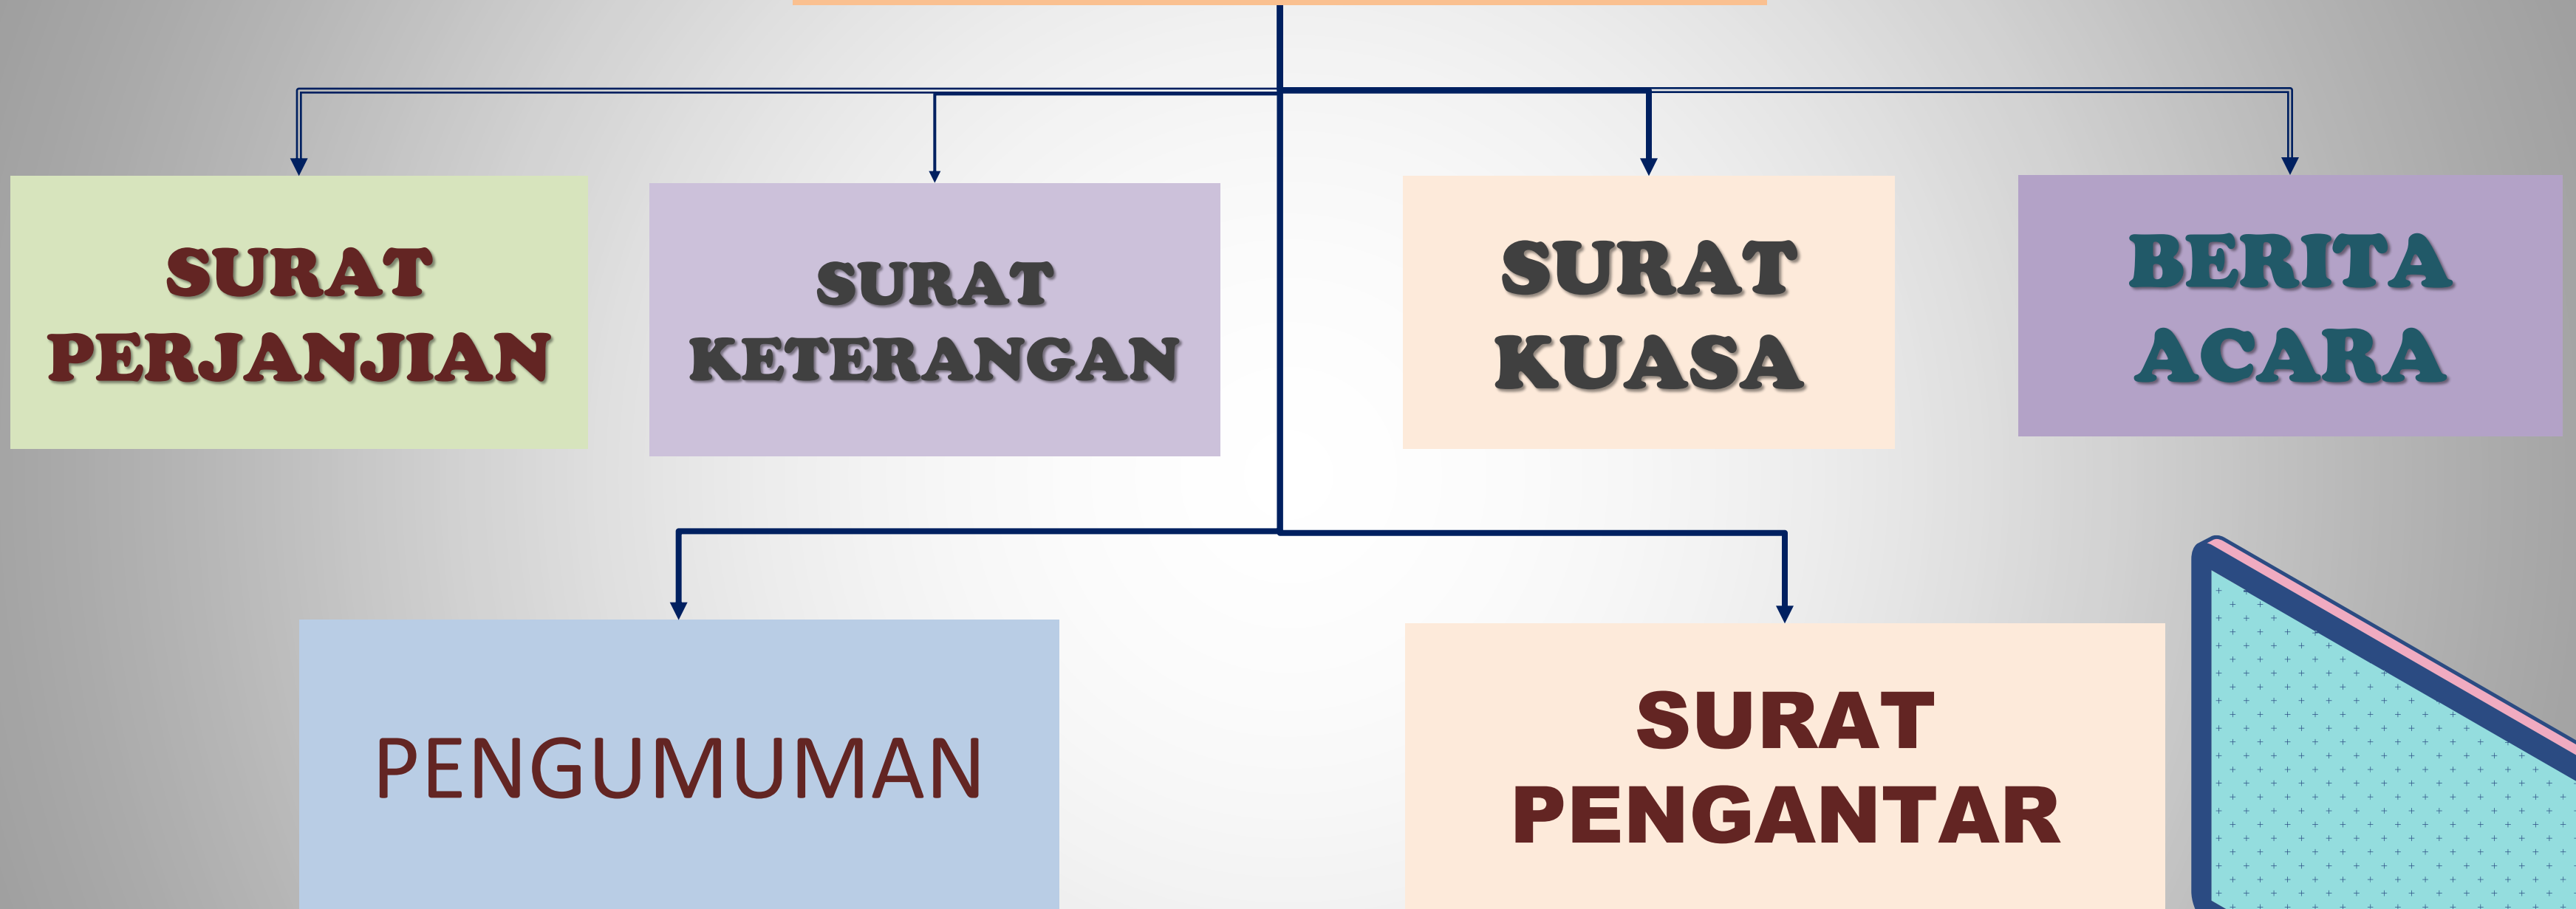 SURAT
PERJANJIAN
SURAT
KETERANGAN
SURAT
KUASA
BERITA
ACARA
PENGUMUMAN
SURAT
PENGANTAR